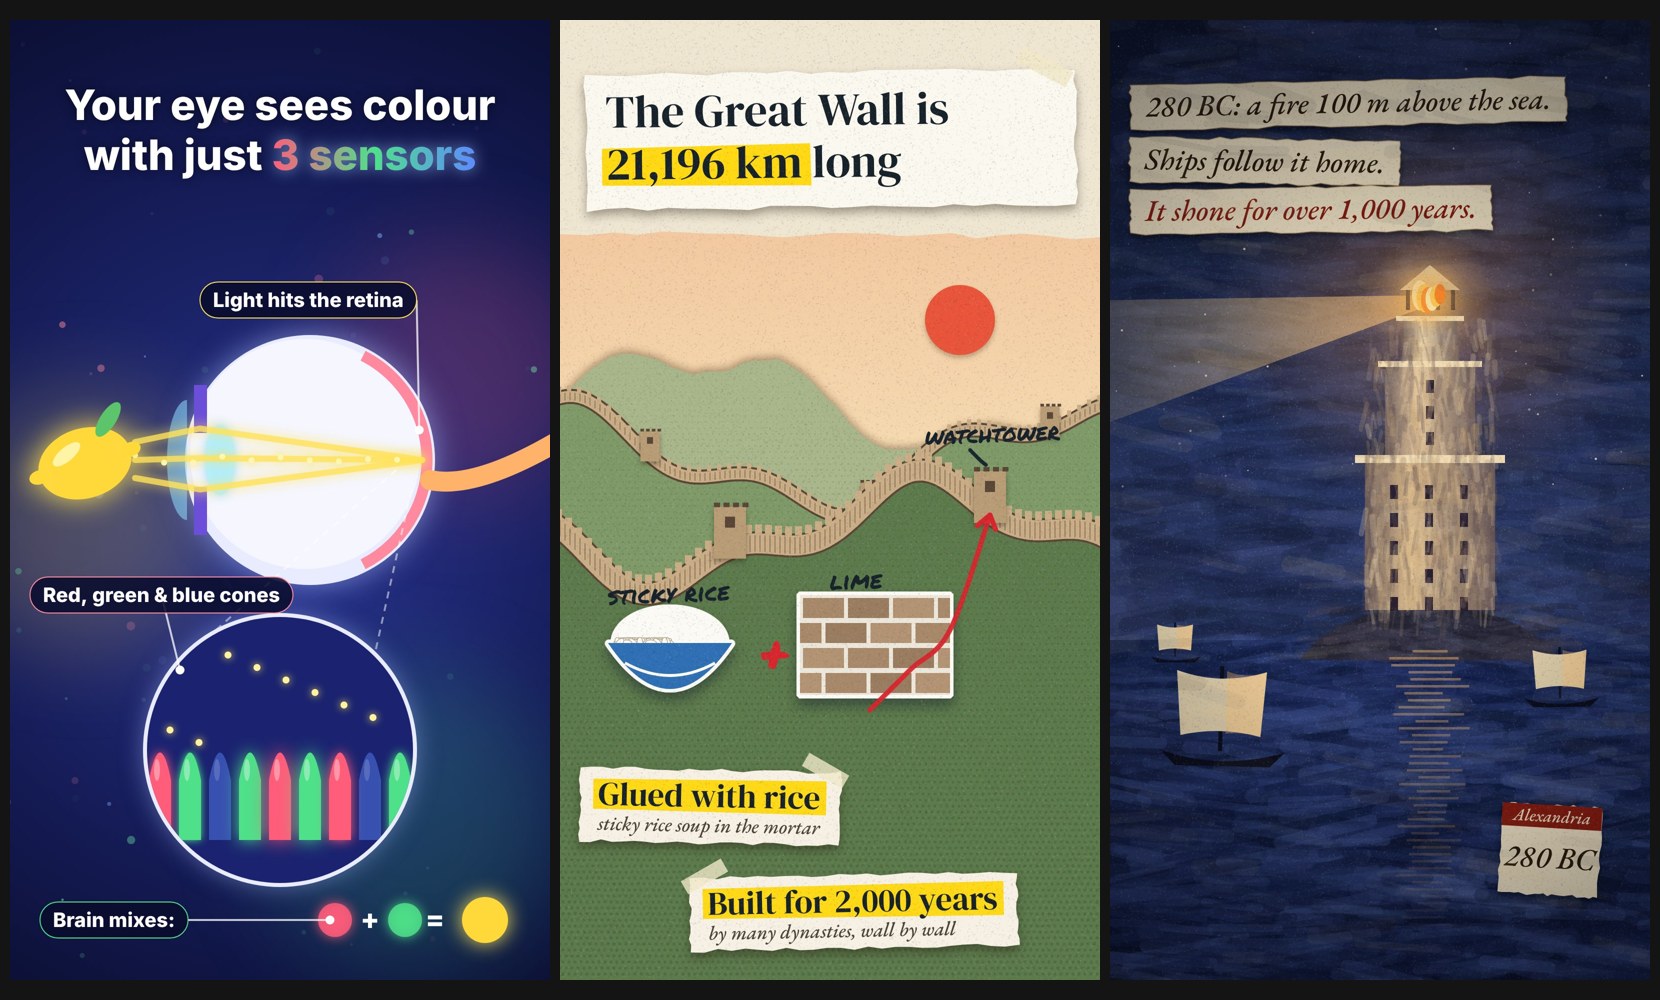 Your eye sees colour
with just 3 sensors
Light hits the retina
Red, green & blue cones
Brain mixes:
+ =
The Great Wall is
21,196 km long
WATCHTOWER
STICKY RICE
LIME
+
Glued with rice
sticky rice soup in the mortar
Built for 2,000 years
by many dynasties, wall by wall
280 BC: a fire 100 m above the sea.
Ships follow it home.
It shone for over 1,000 years.
Alexandria
280 BC